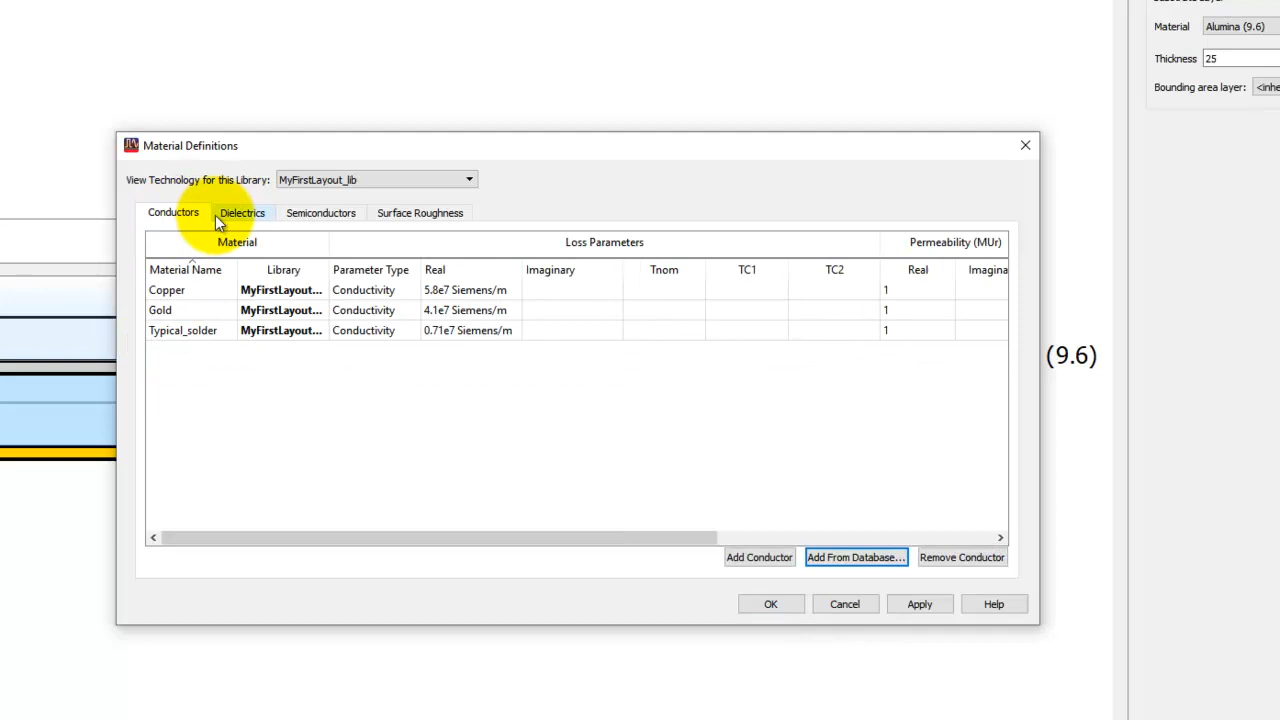 Material Alumina (9.6)
Thickness 25
Bounding area layer: <inhe
Material Definitions
View Technology for this Library: MyFirstLayout_lib
Conductors Dielectrics Semiconductors Surface Roughness
Material Loss Parameters Permeability (MUr)
Material Name Library Parameter Type Real Imaginary Tnom TC1 TC2 Real Imagina
Copper MyFirstLayout... Conductivity 5.8e7 Siemens/m 1
Gold MyFirstLayout... Conductivity 4.1e7 Siemens/m 1
Typical_solder MyFirstLayout... Conductivity 0.71e7 Siemens/m 1
(9.6)
Add Conductor Add From Database... Remove Conductor
OK Cancel Apply Help